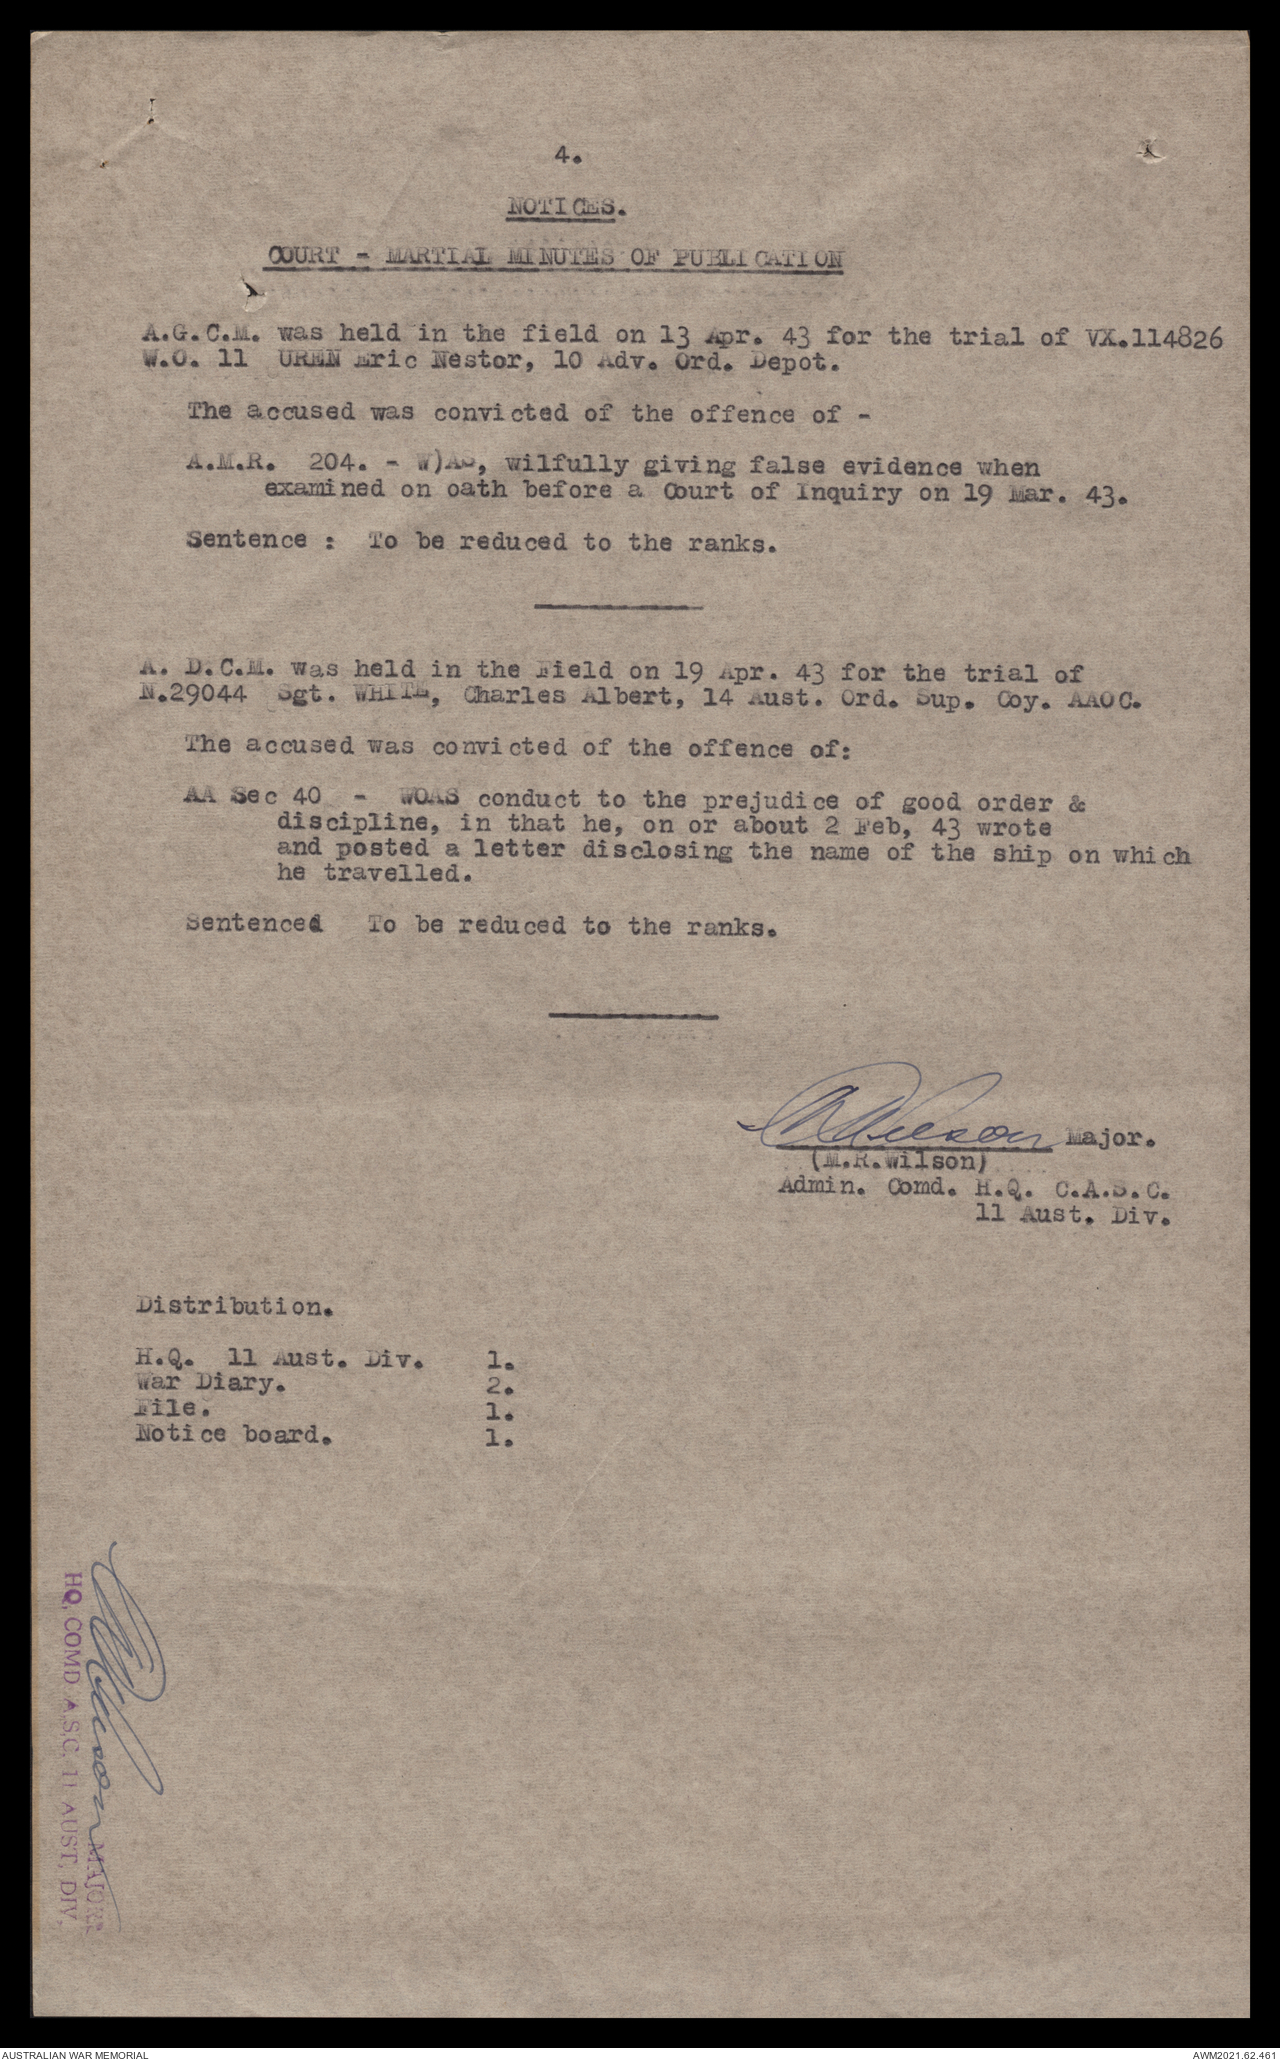 4.
NOTICES.
COURT - MARTIAL MINUTES OF PUBLICATION
A.G.C.M. was held in the field on 13 Apr. 43 for the trial of VX.114826
W.O. 11  UREN Eric Nestor, 10 Adv. Ord. Depot.
The accused was convicted of the offence of -
A.M.R.  204. - W)AS, wilfully giving false evidence when
examined on oath before a Court of Inquiry on 19 Mar. 43.
Sentence :  To be reduced to the ranks.
A. D.C.M. was held in the Field on 19 Apr. 43 for the trial of
N.29044  Sgt. WHITE, Charles Albert, 14 Aust. Ord. Sup. Coy. AAOC.
The accused was convicted of the offence of:
AA Sec 40  -  WOAS conduct to the prejudice of good order &
discipline, in that he, on or about 2 Feb, 43 wrote
and posted a letter disclosing the name of the ship on which
he travelled.
Sentenced   To be reduced to the ranks.
MRWilson Major.
(M.R.Wilson)
Admin. Comd. H.Q. C.A.S.C.
11 Aust. Div.
Distribution.
H.Q.  11 Aust. Div.    1.
War Diary.    2.
File.    1.
Notice board.    1.
MRWilson MAJOR
HQ, COMD A.S.C, 11 AUST, DIV,
AUSTRALIAN WAR MEMORIAL
AWM2021.62.461